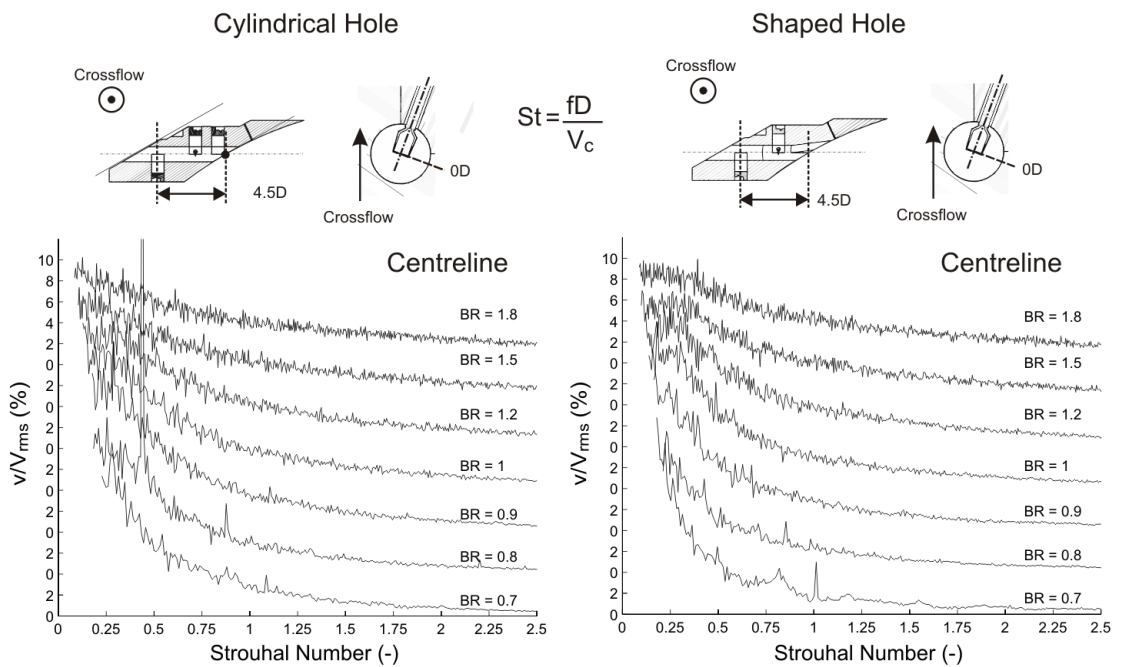 Cylindrical Hole
Shaped Hole
Crossflow
0D
4.5D
Crossflow
St = fD / Vc
Crossflow
0D
4.5D
Crossflow
Centreline
v/Vrms (%)
10
8
6
4
2
0
2
0
2
0
2
0
2
0
2
0
2
0
BR = 1.8
BR = 1.5
BR = 1.2
BR = 1
BR = 0.9
BR = 0.8
BR = 0.7
0 0.25 0.5 0.75 1 1.25 1.5 1.75 2 2.25 2.5
Strouhal Number (-)
Centreline
v/Vrms (%)
10
8
6
4
2
0
2
0
2
0
2
0
2
0
2
0
2
0
BR = 1.8
BR = 1.5
BR = 1.2
BR = 1
BR = 0.9
BR = 0.8
BR = 0.7
0 0.25 0.5 0.75 1 1.25 1.5 1.75 2 2.25 2.5
Strouhal Number (-)